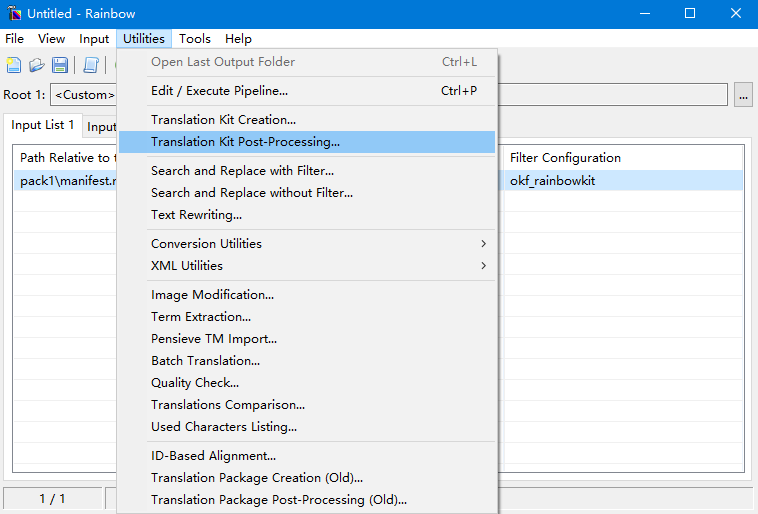 Untitled - Rainbow
File View Input Utilities Tools Help
Open Last Output Folder Ctrl+L
Root 1: <Custom> ...
Edit / Execute Pipeline... Ctrl+P
Input List 1 Input
Translation Kit Creation...
Translation Kit Post-Processing...
Path Relative to t Filter Configuration
Search and Replace with Filter...
pack1\manifest.r okf_rainbowkit
Search and Replace without Filter...
Text Rewriting...
Conversion Utilities
XML Utilities
Image Modification...
Term Extraction...
Pensieve TM Import...
Batch Translation...
Quality Check...
Translations Comparison...
Used Characters Listing...
ID-Based Alignment...
Translation Package Creation (Old)...
1 / 1
Translation Package Post-Processing (Old)...